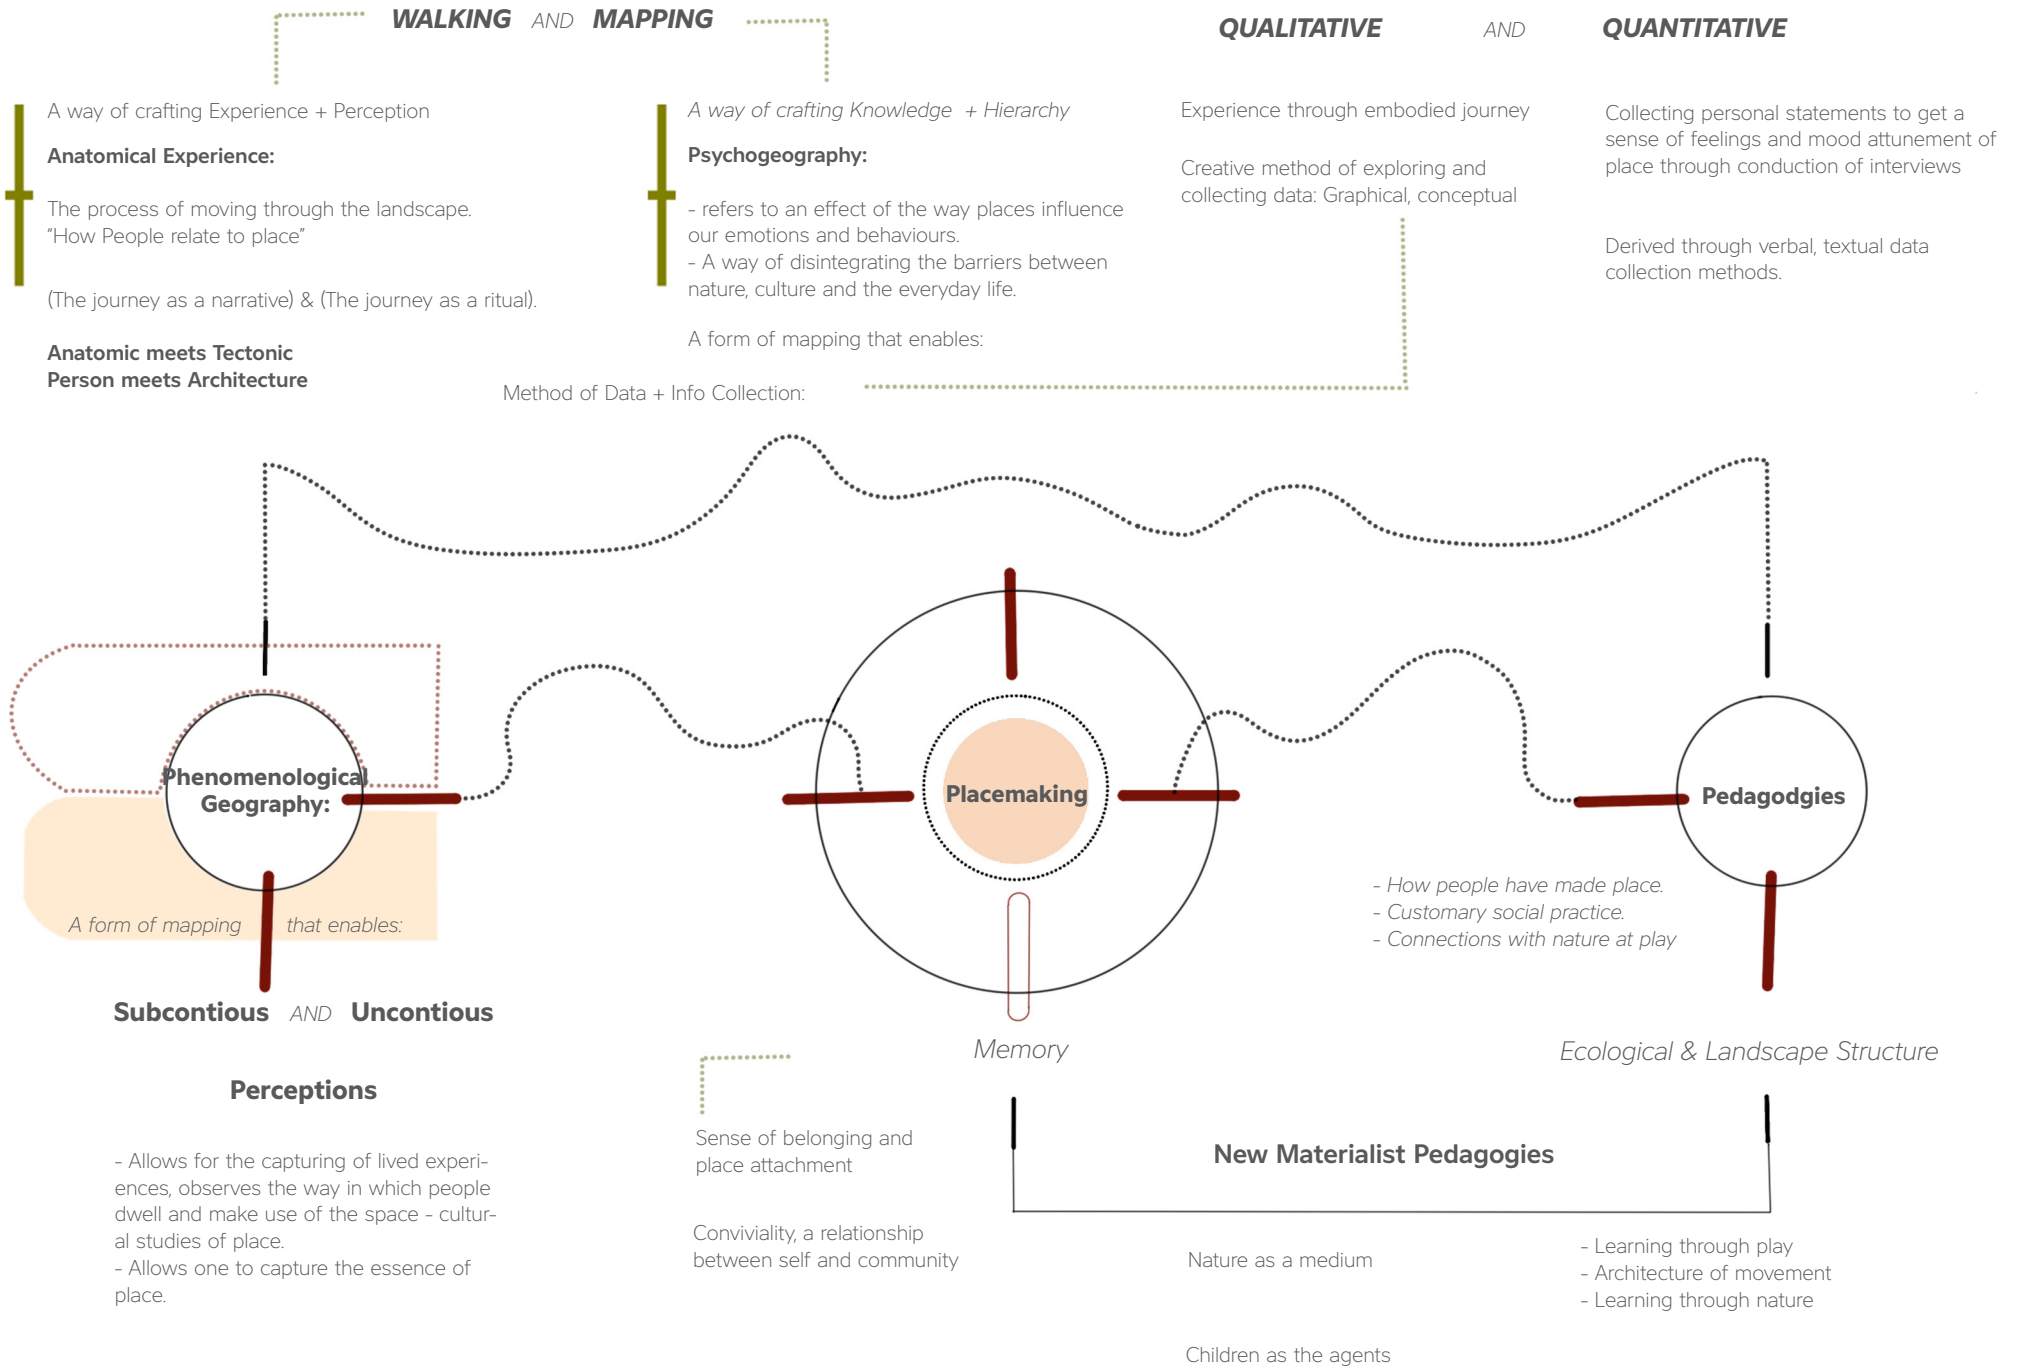 WALKING AND MAPPING
QUALITATIVE AND QUANTITATIVE
A way of crafting Experience + Perception
Anatomical Experience:
The process of moving through the landscape.
“How People relate to place”
(The journey as a narrative) & (The journey as a ritual).
Anatomic meets Tectonic
Person meets Architecture
A way of crafting Knowledge + Hierarchy
Psychogeography:
- refers to an effect of the way places influence
our emotions and behaviours.
- A way of disintegrating the barriers between
nature, culture and the everyday life.
A form of mapping that enables:
Method of Data + Info Collection:
Experience through embodied journey
Creative method of exploring and
collecting data: Graphical, conceptual
Collecting personal statements to get a
sense of feelings and mood attunement of
place through conduction of interviews
Derived through verbal, textual data
collection methods.
Phenomenological
Geography:
Placemaking
Pedagodgies
A form of mapping that enables:
- How people have made place.
- Customary social practice.
- Connections with nature at play
Subcontious AND Uncontious
Perceptions
- Allows for the capturing of lived experi-
ences, observes the way in which people
dwell and make use of the space - cultur-
al studies of place.
- Allows one to capture the essence of
place.
Memory
Ecological & Landscape Structure
Sense of belonging and
place attachment
Conviviality, a relationship
between self and community
New Materialist Pedagogies
Nature as a medium
Children as the agents
- Learning through play
- Architecture of movement
- Learning through nature